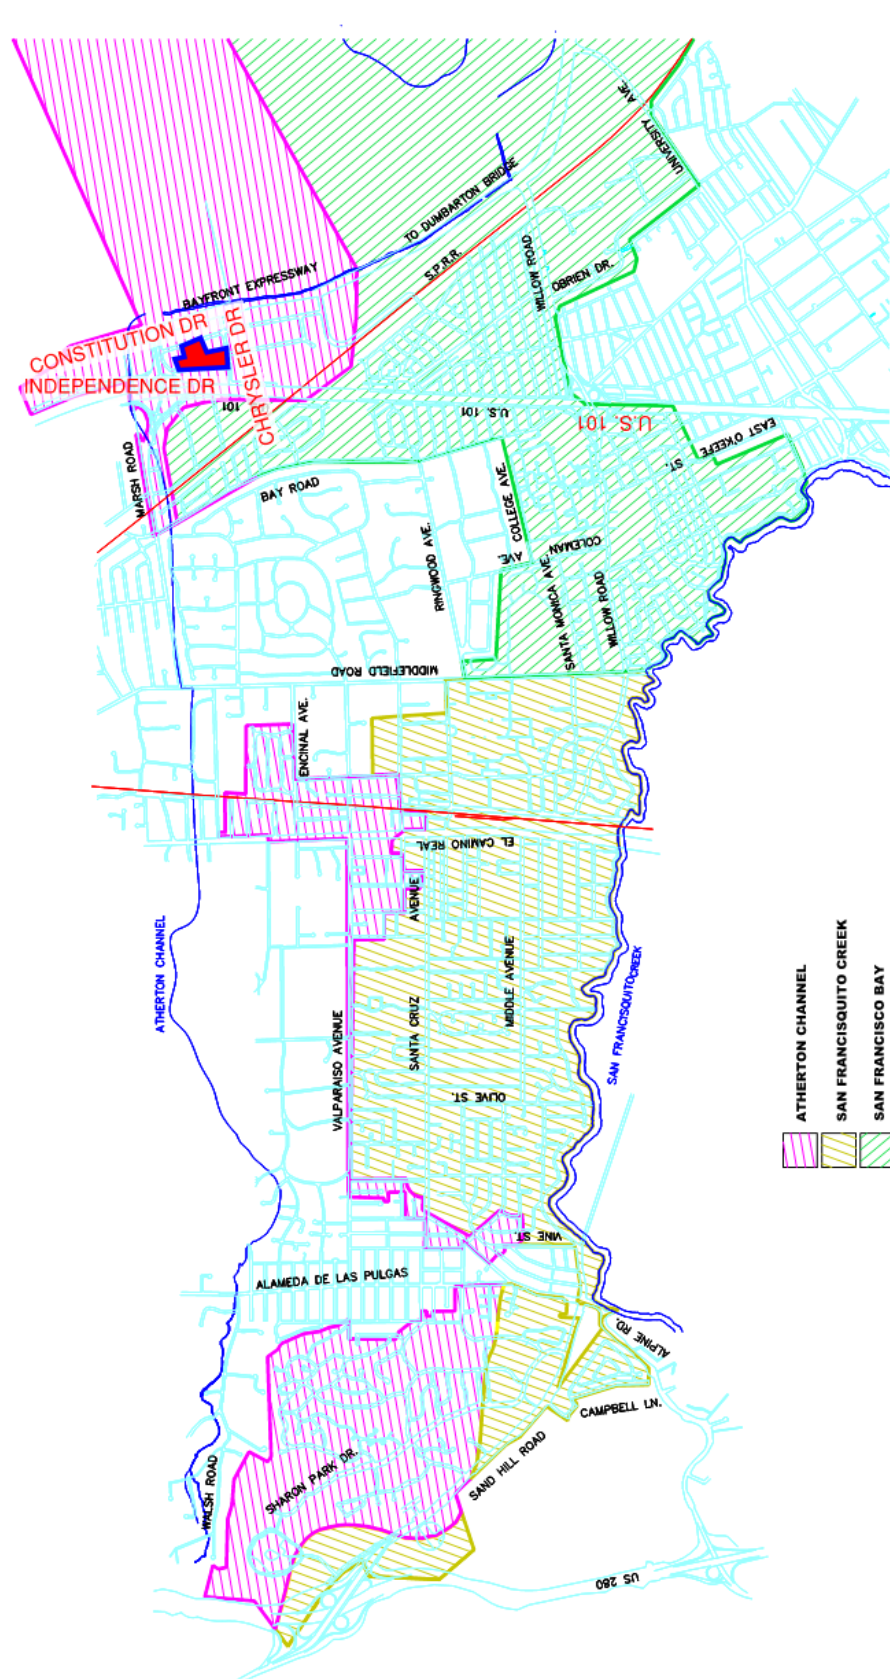 TO DUMBARTON BRIDGE
UNIVERSITY
AVE.
BAYFRONT EXPRESSWAY
S.P.R.R.
WILLOW ROAD
OBRIEN DR.
CONSTITUTION DR
INDEPENDENCE DR
CHRYSLER DR
101
U.S. 101
U.S. 101
EAST O'KEEFE
ST.
MARSH ROAD
BAY ROAD
COLLEGE AVE.
RINGWOOD AVE.
COLEMAN
AVE.
SANTA MONICA AVE.
WILLOW ROAD
MIDDLEFIELD ROAD
ENCINAL AVE.
EL CAMINO REAL
ATHERTON CHANNEL
SANTA CRUZ
AVENUE
MIDDLE AVENUE
SAN FRANCISQUITO CREEK
VALPARAISO AVENUE
OLIVE ST.
VINE ST.
ALAMEDA DE LAS PULGAS
ALPINE RD.
CAMPBELL LN.
SAND HILL ROAD
SHARON PARK DR.
WALSH ROAD
US 280
ATHERTON CHANNEL
SAN FRANCISQUITO CREEK
SAN FRANCISCO BAY